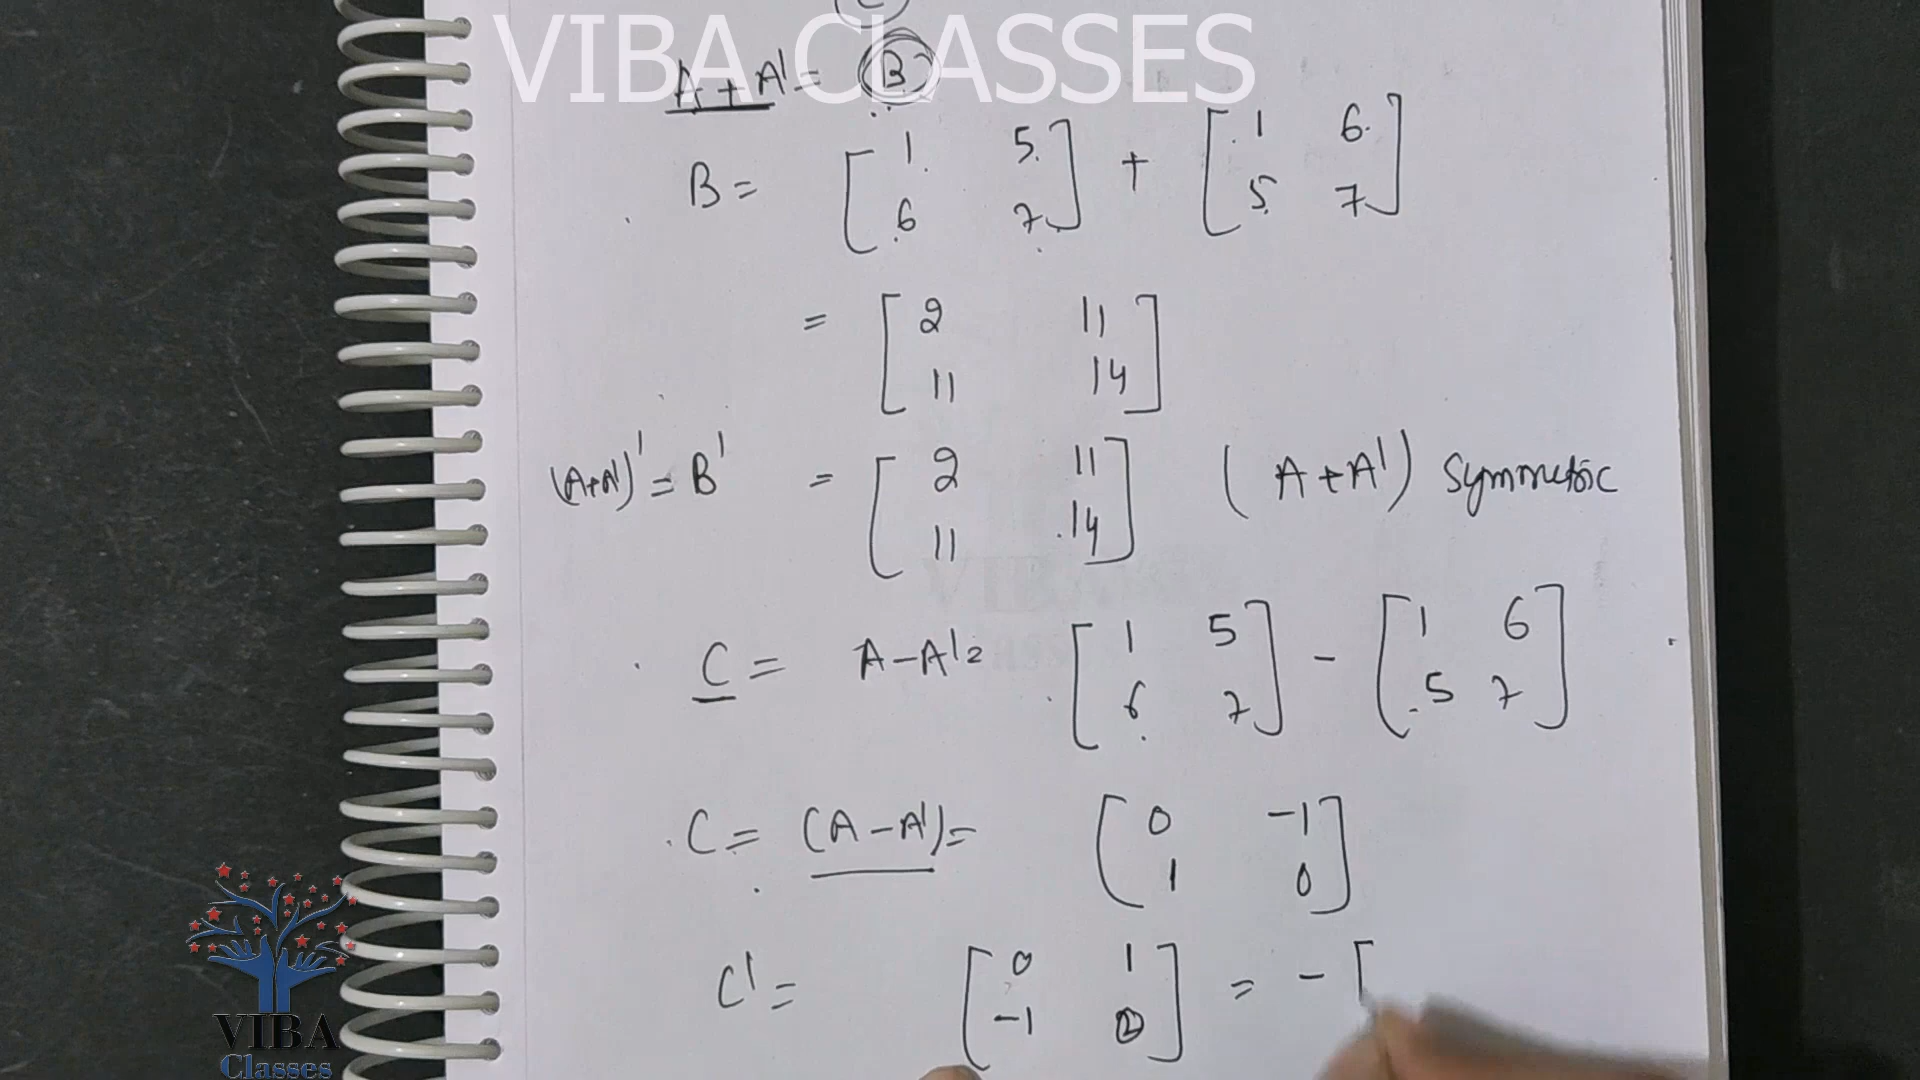 VIBA CLASSES
A+A' = B
B = [ 1 5 ] + [ 1 6 ]
[ 6 7 ] [ 5 7 ]
= [ 2 11 ]
[ 11 14 ]
(A+A')' = B' = [ 2 11 ] (A+A') Symmetric
[ 11 14 ]
C = A-A' = [ 1 5 ] - [ 1 6 ]
[ 6 7 ] [ 5 7 ]
C = (A-A') = [ 0 -1 ]
[ 1 0 ]
C' = [ 0 1 ] = - [
[ -1 0 ]
VIBA
Classes